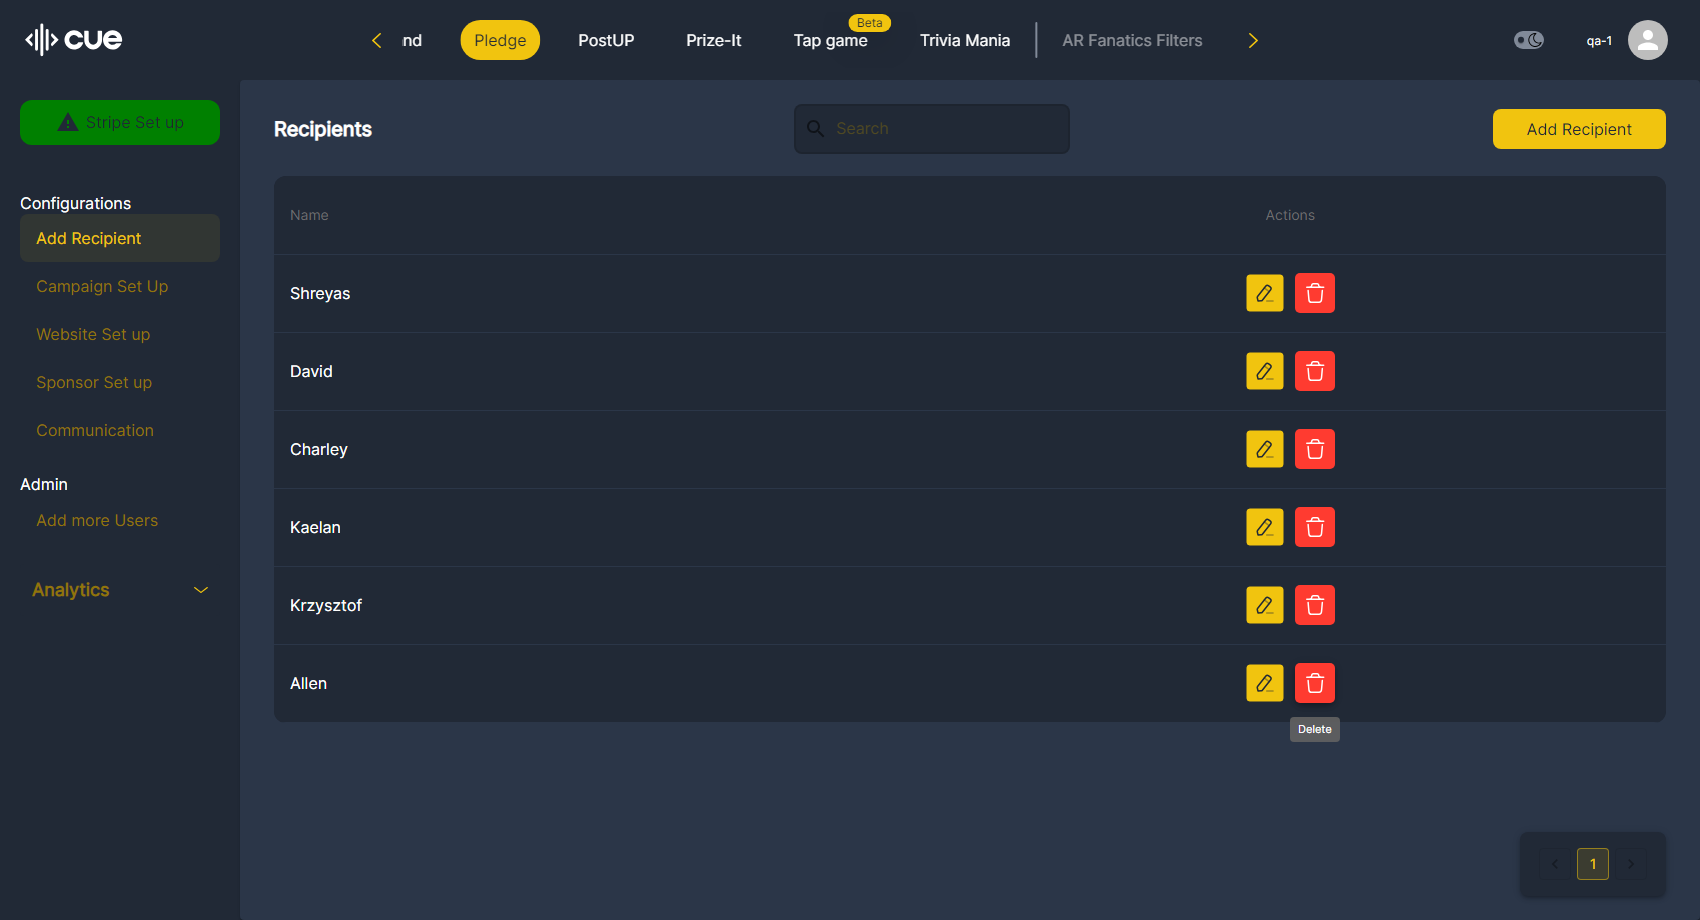 cue
nd
Pledge
PostUP
Prize-It
Beta
Tap game
Trivia Mania
AR Fanatics Filters
qa-1
Stripe Set up
Recipients
Search
Add Recipient
Configurations
Add Recipient
Campaign Set Up
Website Set up
Sponsor Set up
Communication
Admin
Add more Users
Analytics
Name
Actions
Shreyas
David
Charley
Kaelan
Krzysztof
Allen
Delete
1